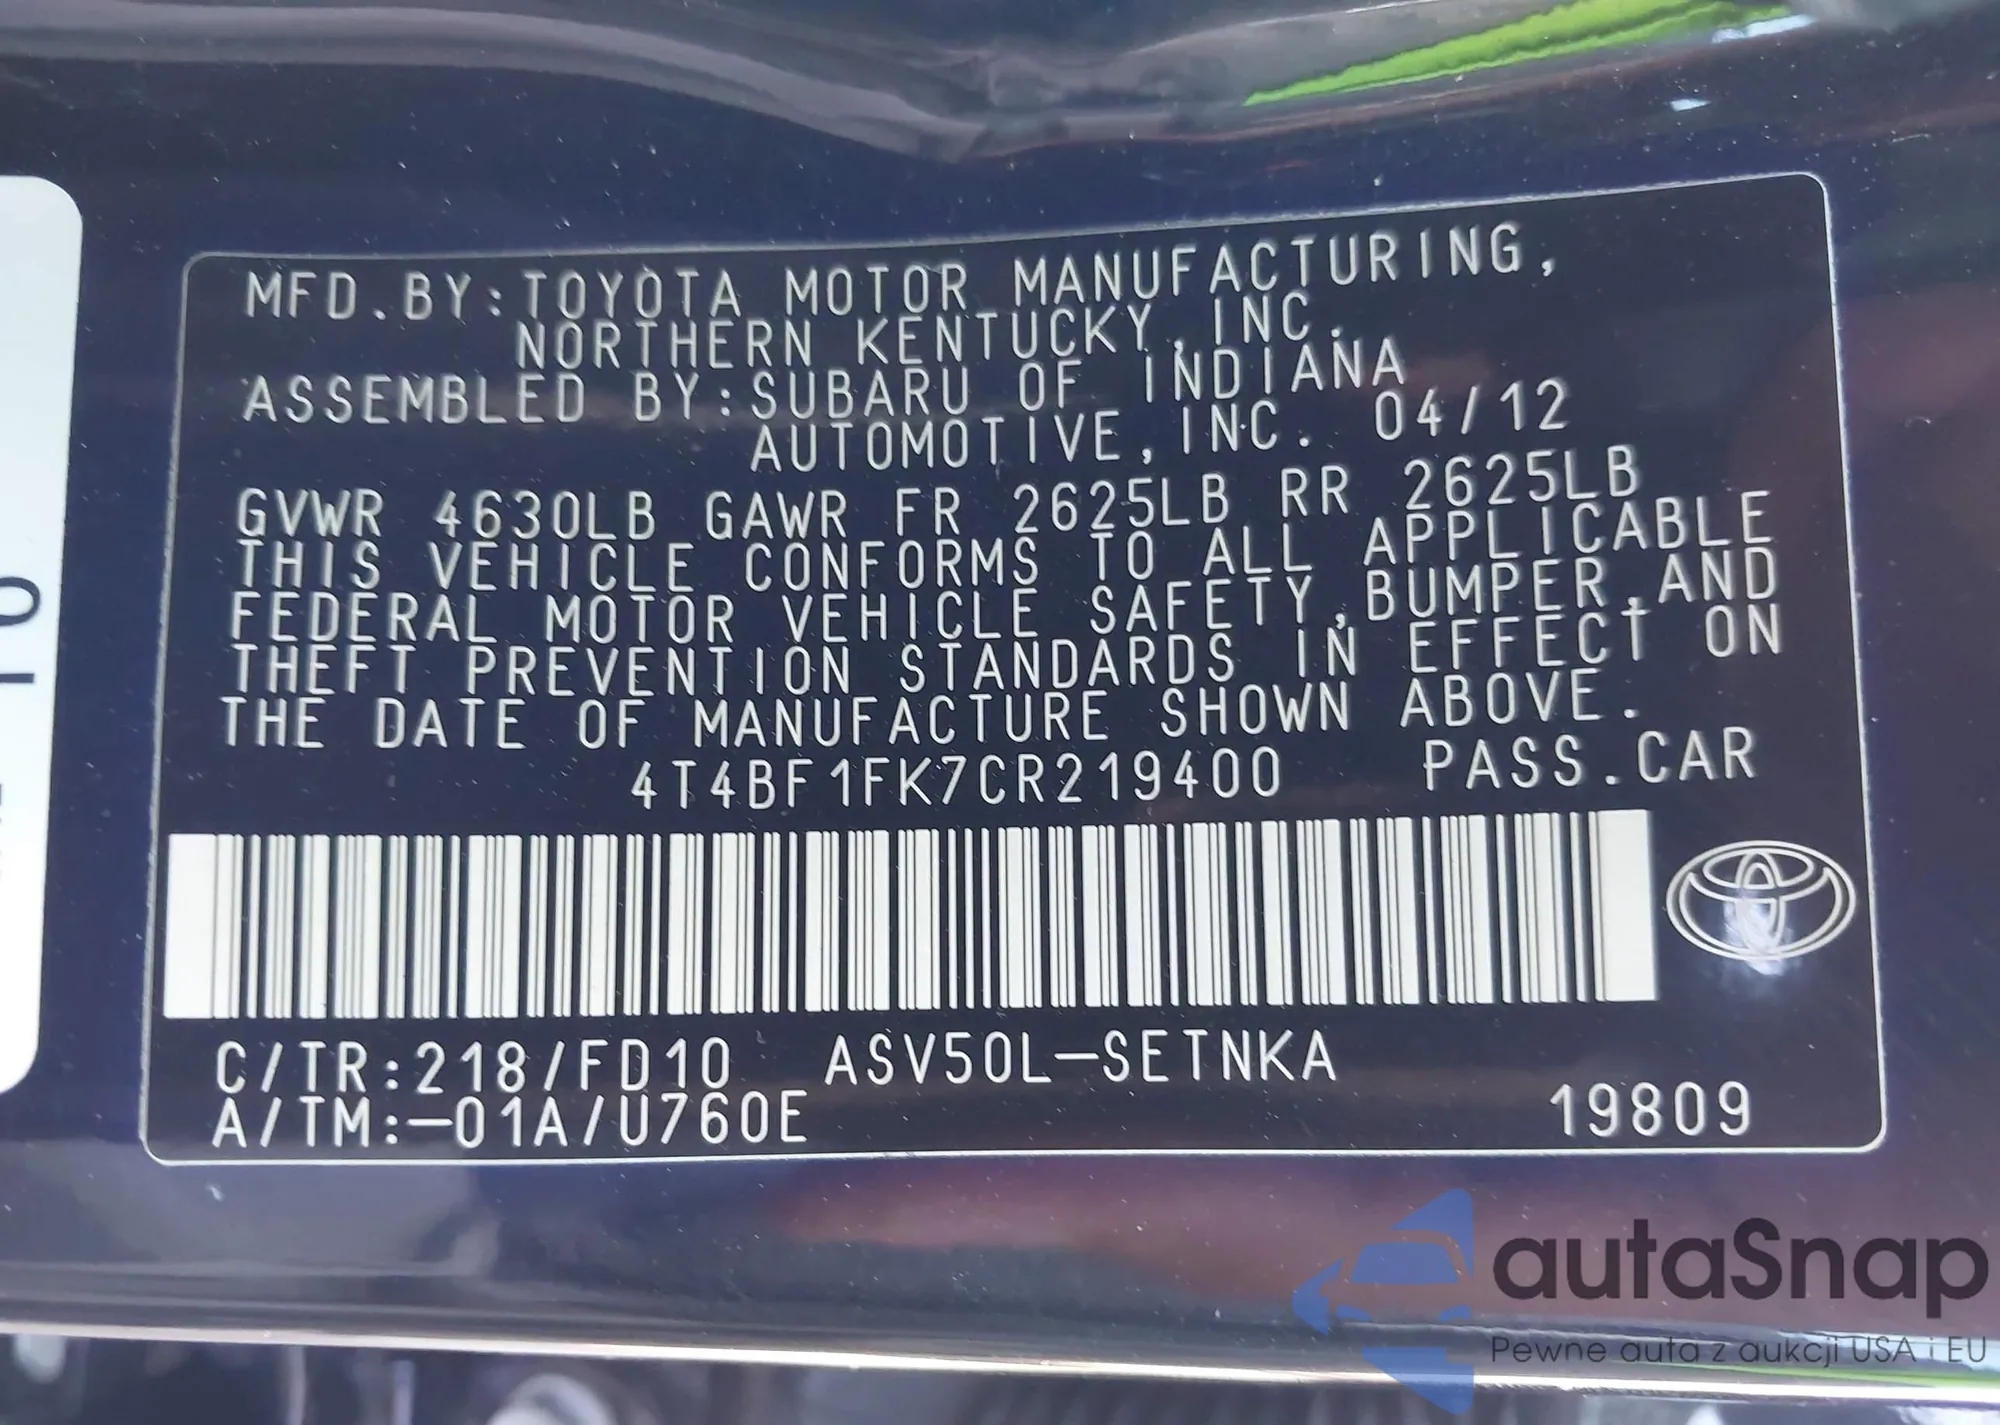 MFD.BY:TOYOTA MOTOR MANUFACTURING,
NORTHERN KENTUCKY,INC.
ASSEMBLED BY:SUBARU OF INDIANA
AUTOMOTIVE,INC. 04/12
GVWR 4630LB GAWR FR 2625LB RR 2625LB
THIS VEHICLE CONFORMS TO ALL APPLICABLE
FEDERAL MOTOR VEHICLE SAFETY,BUMPER,AND
THEFT PREVENTION STANDARDS IN EFFECT ON
THE DATE OF MANUFACTURE SHOWN ABOVE.
4T4BF1FK7CR219400 PASS.CAR
C/TR:218/FD10 ASV50L-SETNKA
A/TM:-01A/U760E 19809
autaSnap
Pewne auta z aukcji USA i EU